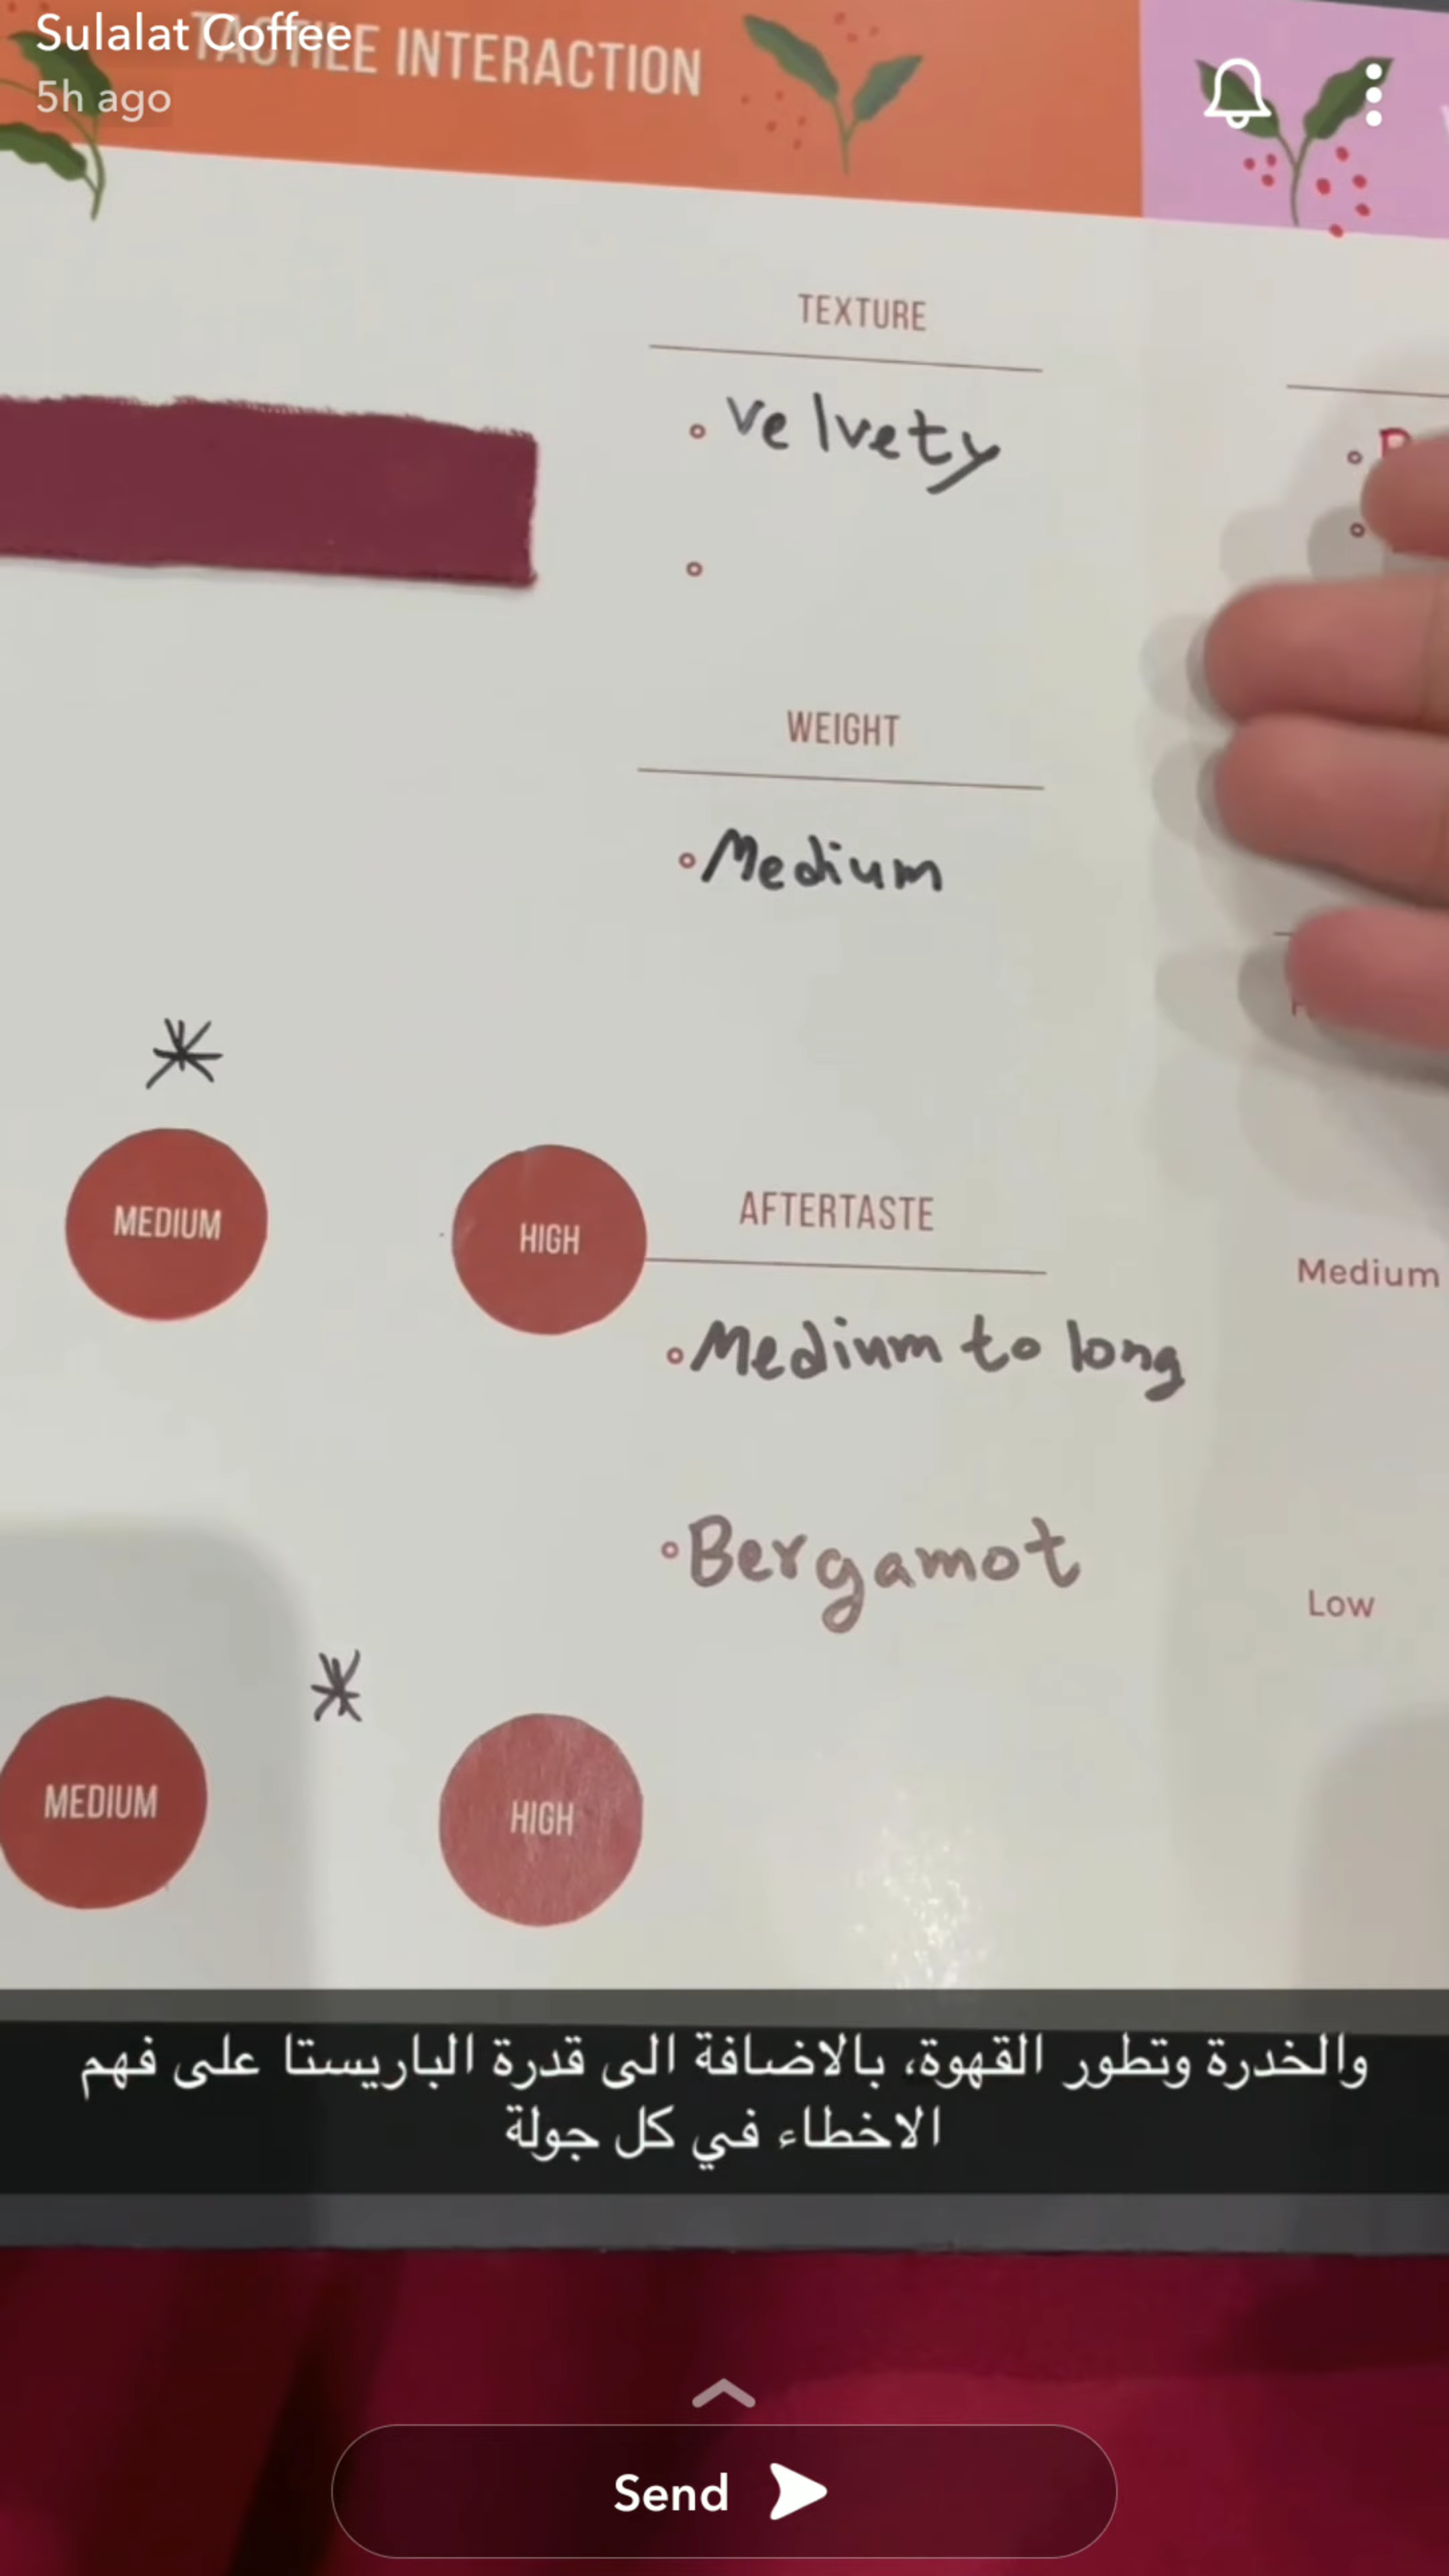 Sulalat Coffee
5h ago
TACTILE INTERACTION
TEXTURE
velvety
WEIGHT
Medium
MEDIUM
HIGH
AFTERTASTE
Medium to long
Bergamot
MEDIUM
HIGH
Medium
Low
والخدرة وتطور القهوة، بالاضافة الى قدرة الباريستا على فهم
الاخطاء في كل جولة
Send